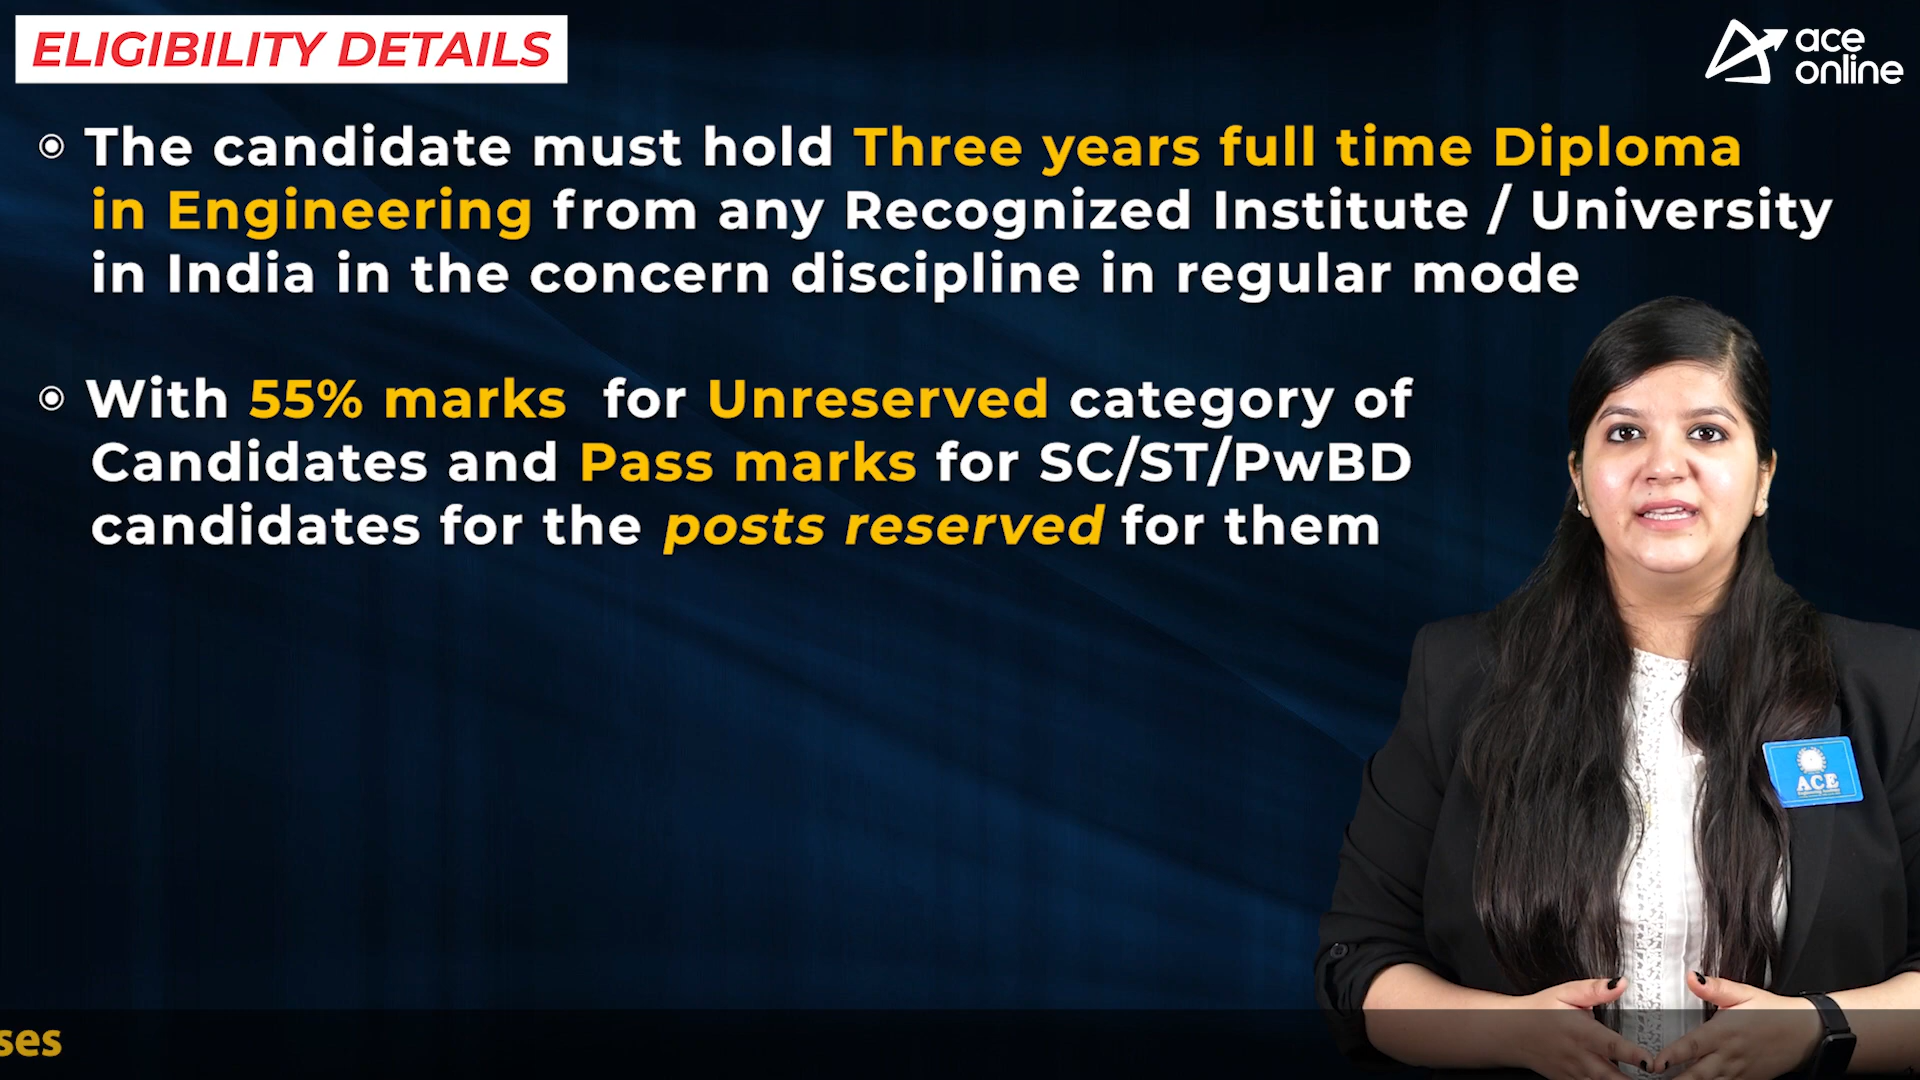 ELIGIBILITY DETAILS
ace
online
The candidate must hold Three years full time Diploma
in Engineering from any Recognized Institute / University
in India in the concern discipline in regular mode
With 55% marks for Unreserved category of
Candidates and Pass marks for SC/ST/PwBD
candidates for the posts reserved for them
ACE
ses